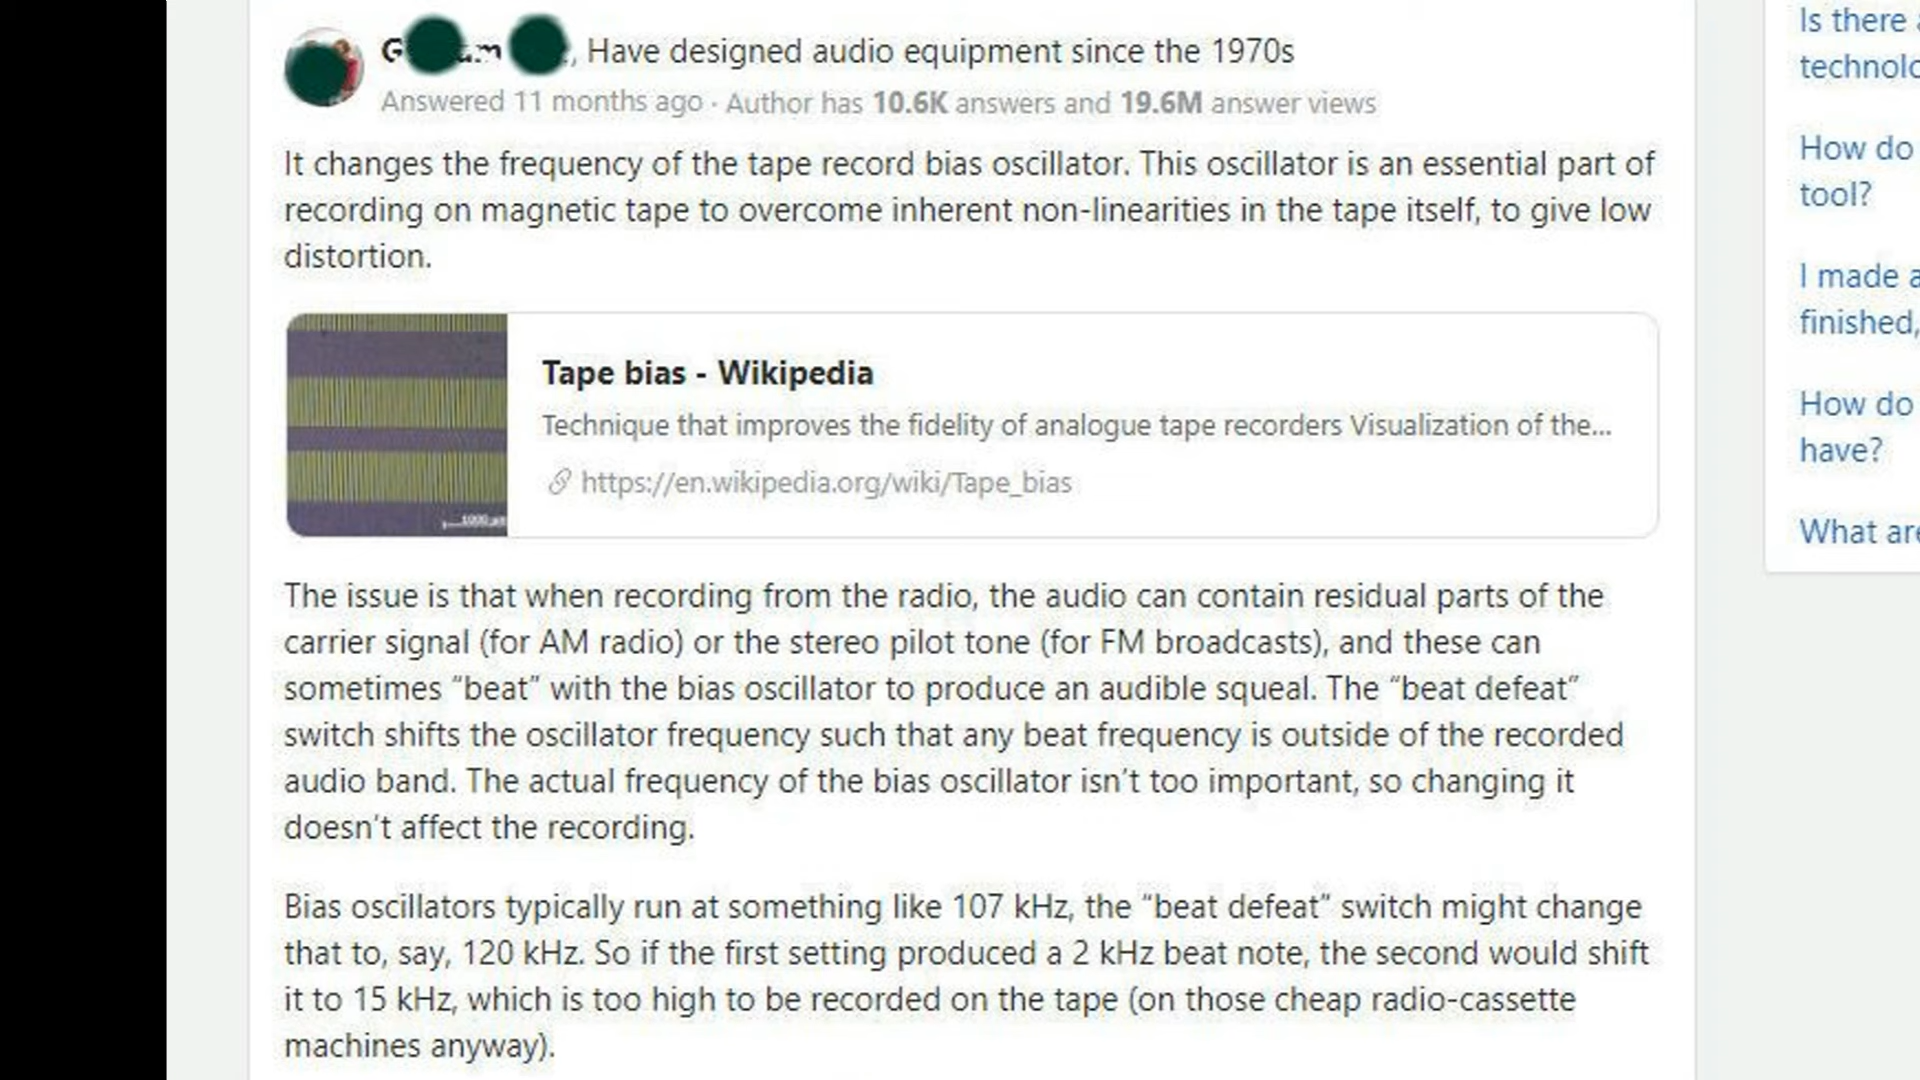 , Have designed audio equipment since the 1970s
Answered 11 months ago · Author has 10.6K answers and 19.6M answer views
It changes the frequency of the tape record bias oscillator. This oscillator is an essential part of
recording on magnetic tape to overcome inherent non-linearities in the tape itself, to give low
distortion.
Tape bias - Wikipedia
Technique that improves the fidelity of analogue tape recorders Visualization of the...
https://en.wikipedia.org/wiki/Tape_bias
1000 µm
The issue is that when recording from the radio, the audio can contain residual parts of the
carrier signal (for AM radio) or the stereo pilot tone (for FM broadcasts), and these can
sometimes “beat” with the bias oscillator to produce an audible squeal. The “beat defeat”
switch shifts the oscillator frequency such that any beat frequency is outside of the recorded
audio band. The actual frequency of the bias oscillator isn’t too important, so changing it
doesn’t affect the recording.
Bias oscillators typically run at something like 107 kHz, the “beat defeat” switch might change
that to, say, 120 kHz. So if the first setting produced a 2 kHz beat note, the second would shift
it to 15 kHz, which is too high to be recorded on the tape (on those cheap radio-cassette
machines anyway).
Is there
technolo
How do
tool?
I made a
finished,
How do
have?
What are